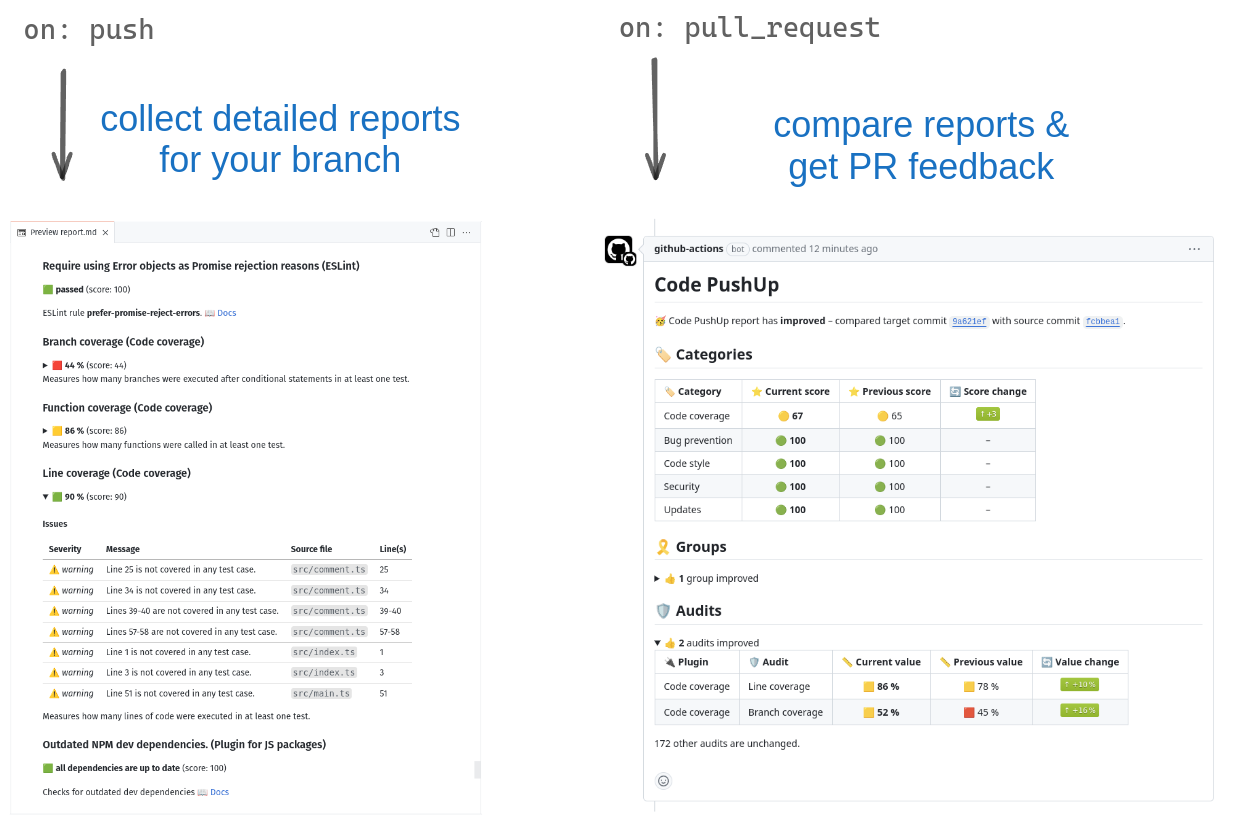 on: push
collect detailed reports
for your branch
Preview report.md
Require using Error objects as Promise rejection reasons (ESLint)
passed (score: 100)
ESLint rule prefer-promise-reject-errors. Docs
Branch coverage (Code coverage)
44 % (score: 44)
Measures how many branches were executed after conditional statements in at least one test.
Function coverage (Code coverage)
86 % (score: 86)
Measures how many functions were called in at least one test.
Line coverage (Code coverage)
90 % (score: 90)
Issues
Severity Message Source file Line(s)
warning Line 25 is not covered in any test case. src/comment.ts 25
warning Line 34 is not covered in any test case. src/comment.ts 34
warning Lines 39-40 are not covered in any test case. src/comment.ts 39-40
warning Lines 57-58 are not covered in any test case. src/comment.ts 57-58
warning Line 1 is not covered in any test case. src/index.ts 1
warning Line 3 is not covered in any test case. src/index.ts 3
warning Line 51 is not covered in any test case. src/main.ts 51
Measures how many lines of code were executed in at least one test.
Outdated NPM dev dependencies. (Plugin for JS packages)
all dependencies are up to date (score: 100)
Checks for outdated dev dependencies Docs
on: pull_request
compare reports &
get PR feedback
github-actions bot commented 12 minutes ago
Code PushUp
Code PushUp report has improved – compared target commit 9a621ef with source commit fcbbea1.
Categories
Category Current score Previous score Score change
Code coverage 67 65 ↑ +3
Bug prevention 100 100 –
Code style 100 100 –
Security 100 100 –
Updates 100 100 –
Groups
1 group improved
Audits
2 audits improved
Plugin Audit Current value Previous value Value change
Code coverage Line coverage 86 % 78 % ↑ +10 %
Code coverage Branch coverage 52 % 45 % ↑ +16 %
172 other audits are unchanged.